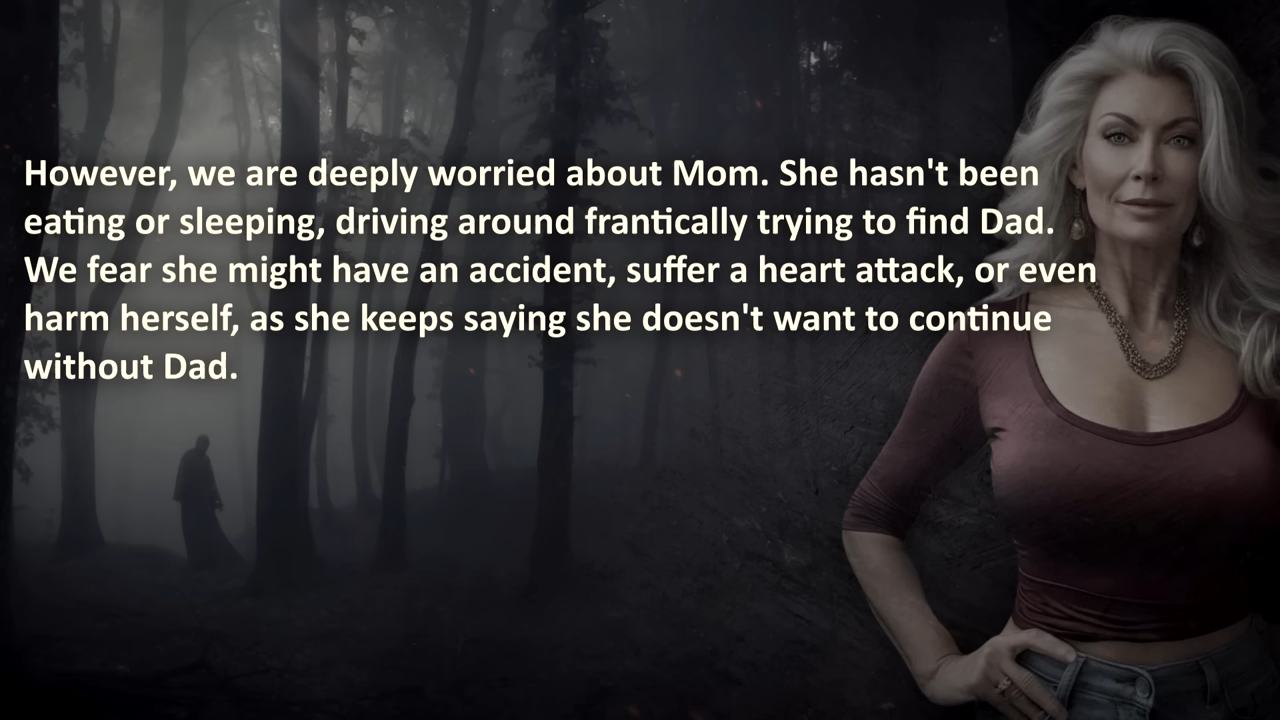 However, we are deeply worried about Mom. She hasn't been
eating or sleeping, driving around frantically trying to find Dad.
We fear she might have an accident, suffer a heart attack, or even
harm herself, as she keeps saying she doesn't want to continue
without Dad.